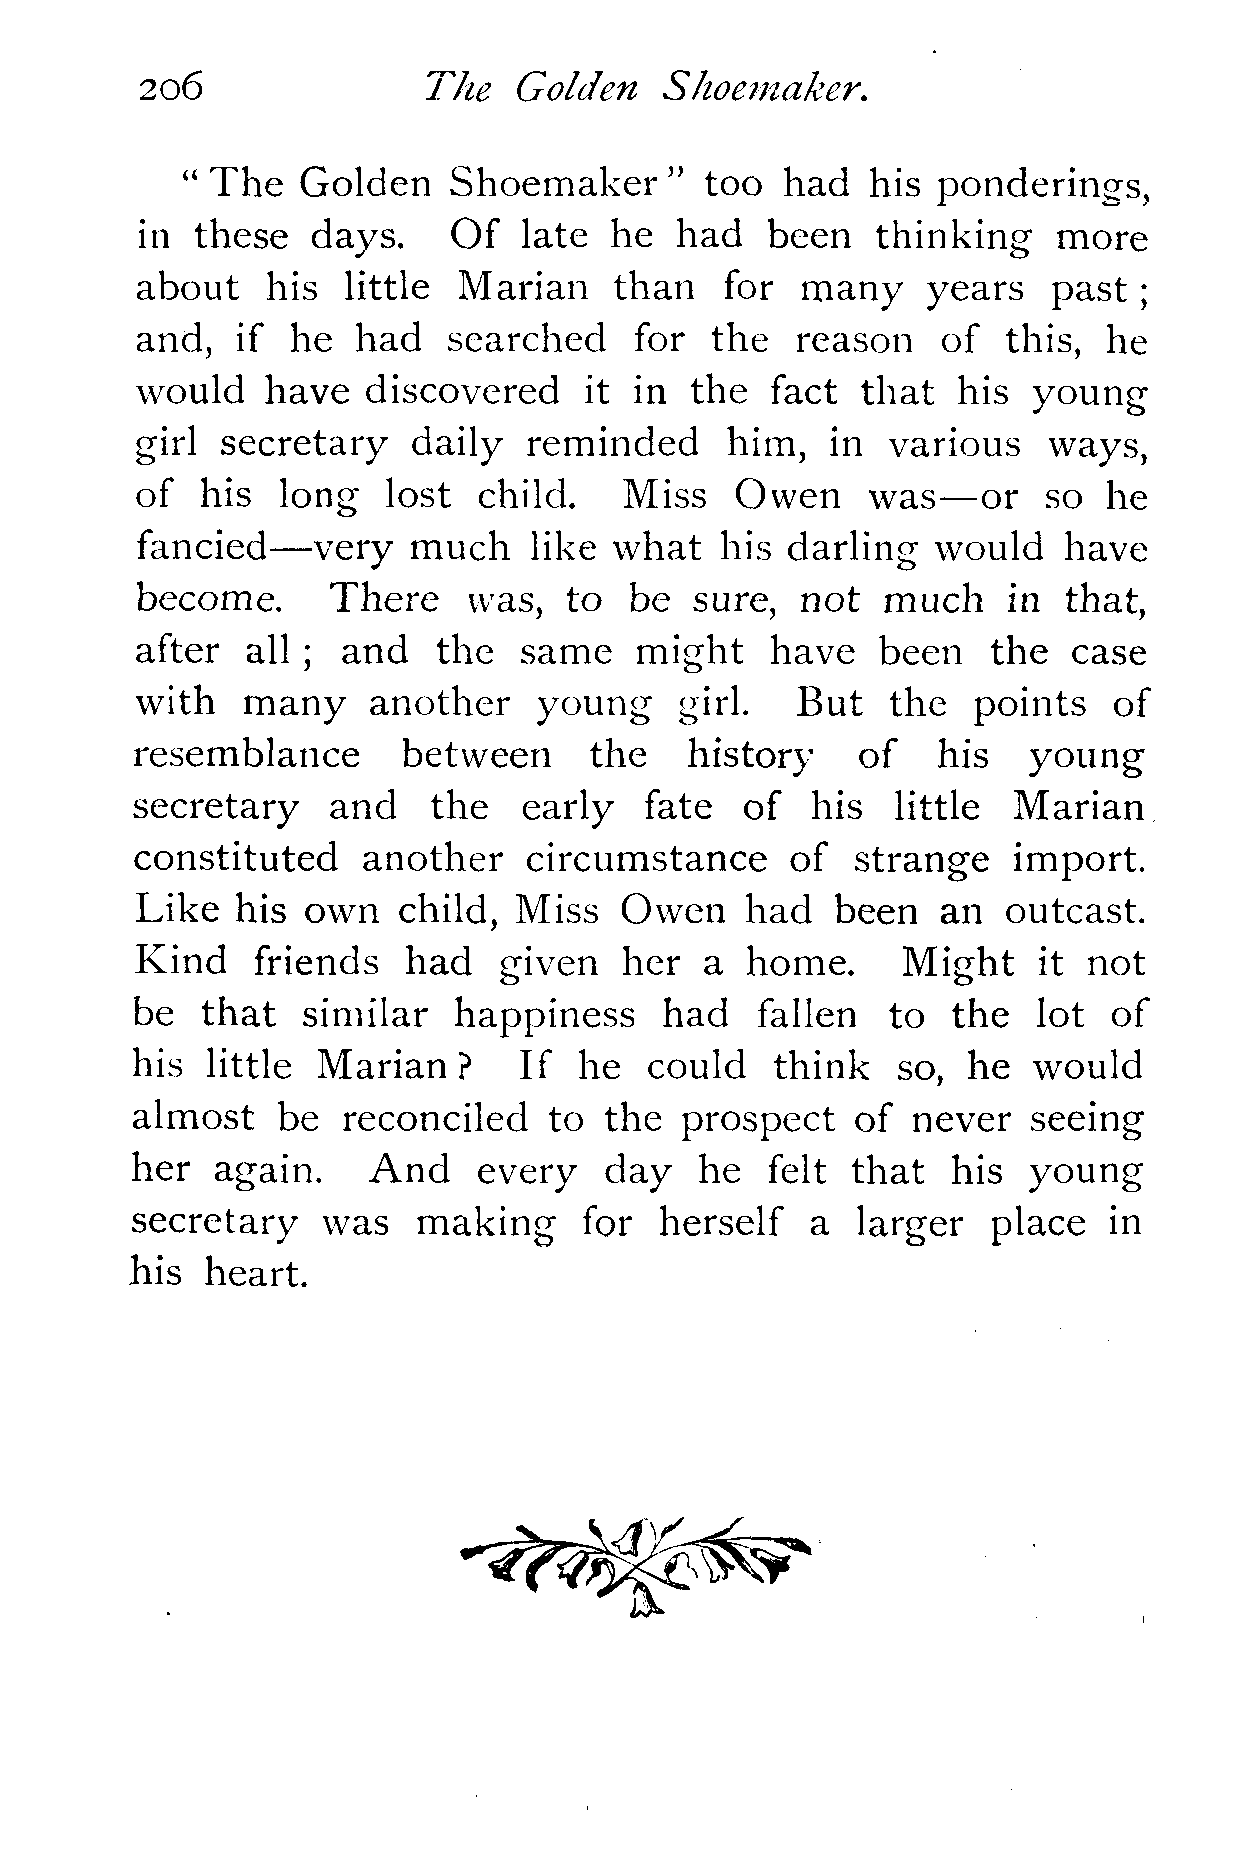 206 The Golden Shoemaker.
“ The Golden Shoemaker ” too had his ponderings,
in these days. Of late he had been thinking more
about his little Marian than for many years past ;
and, if he had searched for the reason of this, he
would have discovered it in the fact that his young
girl secretary daily reminded him, in various ways,
of his long lost child. Miss Owen was—or so he
fancied—very much like what his darling would have
become. There was, to be sure, not much in that,
after all ; and the same might have been the case
with many another young girl. But the points of
resemblance between the history of his young
secretary and the early fate of his little Marian
constituted another circumstance of strange import.
Like his own child, Miss Owen had been an outcast.
Kind friends had given her a home. Might it not
be that similar happiness had fallen to the lot of
his little Marian ? If he could think so, he would
almost be reconciled to the prospect of never seeing
her again. And every day he felt that his young
secretary was making for herself a larger place in
his heart.